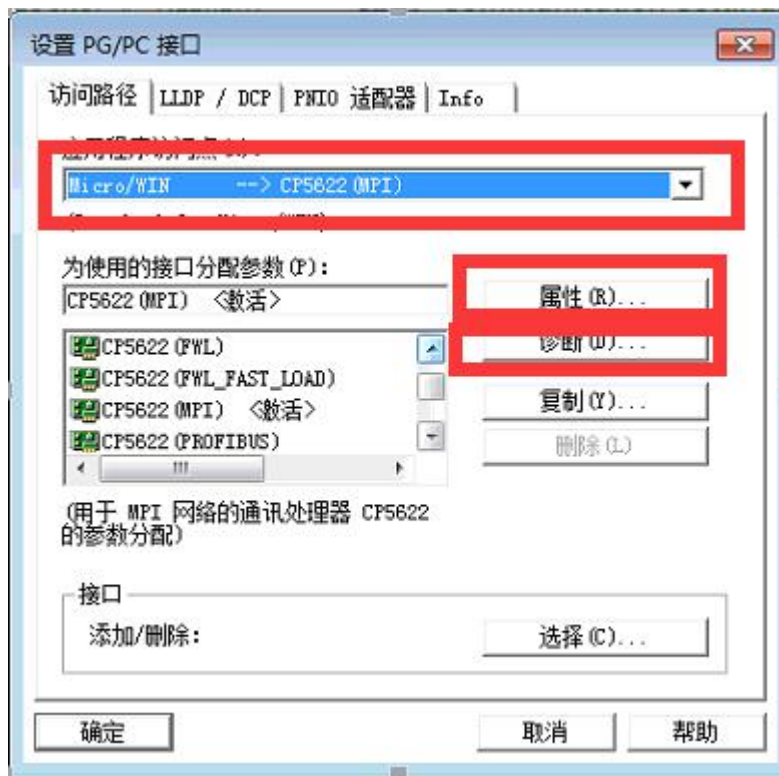 设置 PG/PC 接口
访问路径
LLDP / DCP
PNIO 适配器
Info
Micro/WIN --> CP5622(MPI)
为使用的接口分配参数(P):
CP5622(MPI) <激活>
属性(R)...
CP5622(FWL)
诊断(D)...
CP5622(FWL_FAST_LOAD)
CP5622(MPI) <激活>
复制(Y)...
CP5622(PROFIBUS)
删除(L)
(用于 MPI 网络的通讯处理器 CP5622
的参数分配)
接口
添加/删除:
选择(C)...
确定
取消
帮助